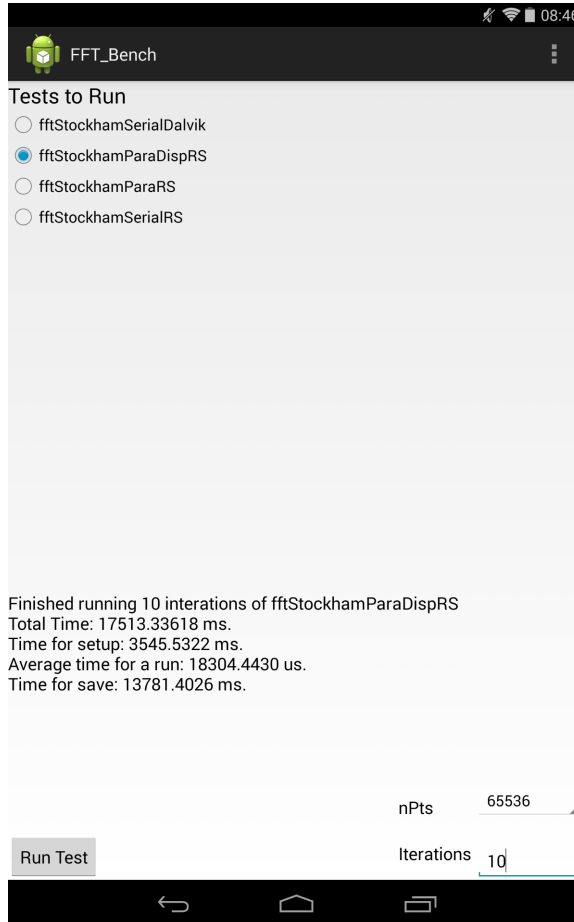 08:46
FFT_Bench
Tests to Run
fftStockhamSerialDalvik
fftStockhamParaDispRS
fftStockhamParaRS
fftStockhamSerialRS
Finished running 10 interations of fftStockhamParaDispRS
Total Time: 17513.33618 ms.
Time for setup: 3545.5322 ms.
Average time for a run: 18304.4430 us.
Time for save: 13781.4026 ms.
nPts 65536
Run Test Iterations 10